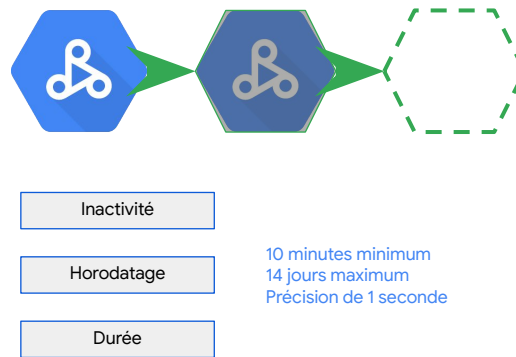 Inactivité
Horodatage
10 minutes minimum
14 jours maximum
Précision de 1 seconde
Durée